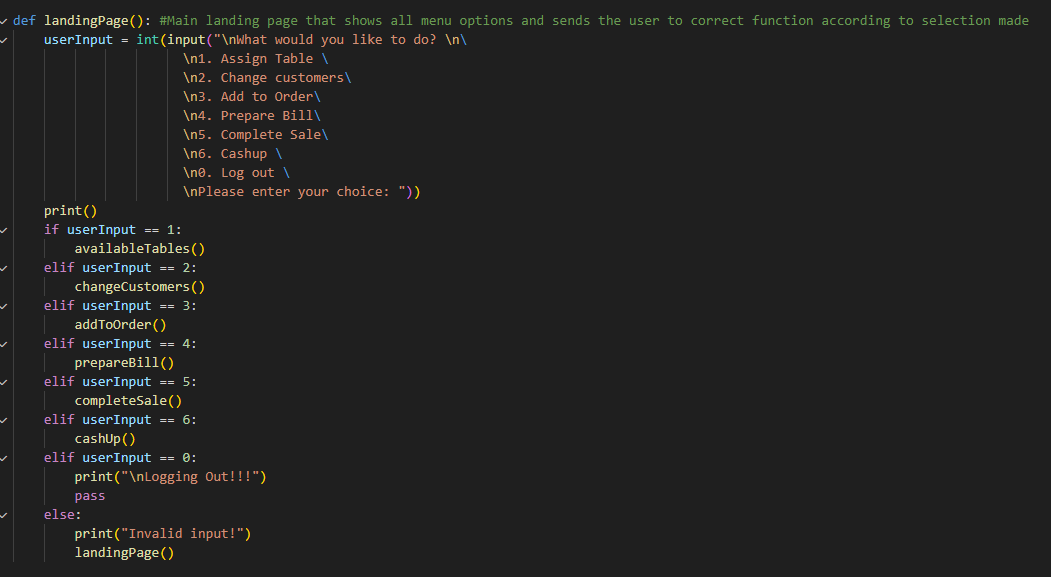 def landingPage(): #Main landing page that shows all menu options and sends the user to correct function according to selection made
    userInput = int(input("\nWhat would you like to do? \n\
                      \n1. Assign Table \
                      \n2. Change customers\
                      \n3. Add to Order\
                      \n4. Prepare Bill\
                      \n5. Complete Sale\
                      \n6. Cashup \
                      \n0. Log out \
                      \nPlease enter your choice: "))
    print()
    if userInput == 1:
        availableTables()
    elif userInput == 2:
        changeCustomers()
    elif userInput == 3:
        addToOrder()
    elif userInput == 4:
        prepareBill()
    elif userInput == 5:
        completeSale()
    elif userInput == 6:
        cashUp()
    elif userInput == 0:
        print("\nLogging Out!!!")
        pass
    else:
        print("Invalid input!")
        landingPage()